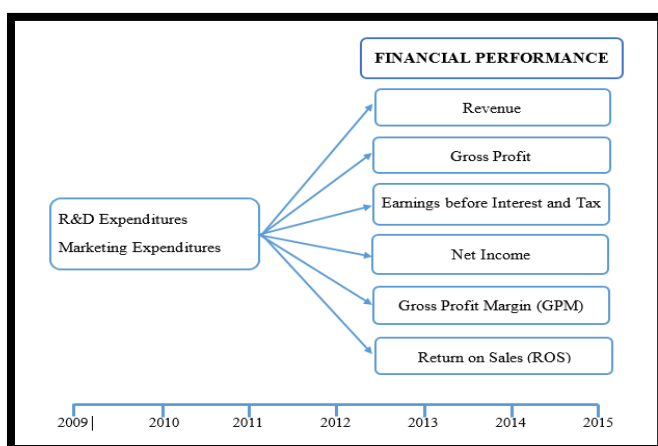 FINANCIAL PERFORMANCE
Revenue
Gross Profit
Earnings before Interest and Tax
R&D Expenditures
Marketing Expenditures
Net Income
Gross Profit Margin (GPM)
Return on Sales (ROS)
2009 2010 2011 2012 2013 2014 2015